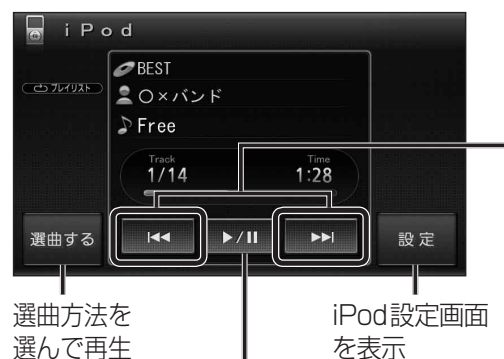 iPod
BEST
プレイリスト
○×バンド
Free
Track
Time
1/14
1:28
選曲する
設定
選曲方法を
選んで再生
iPod設定画面
を表示